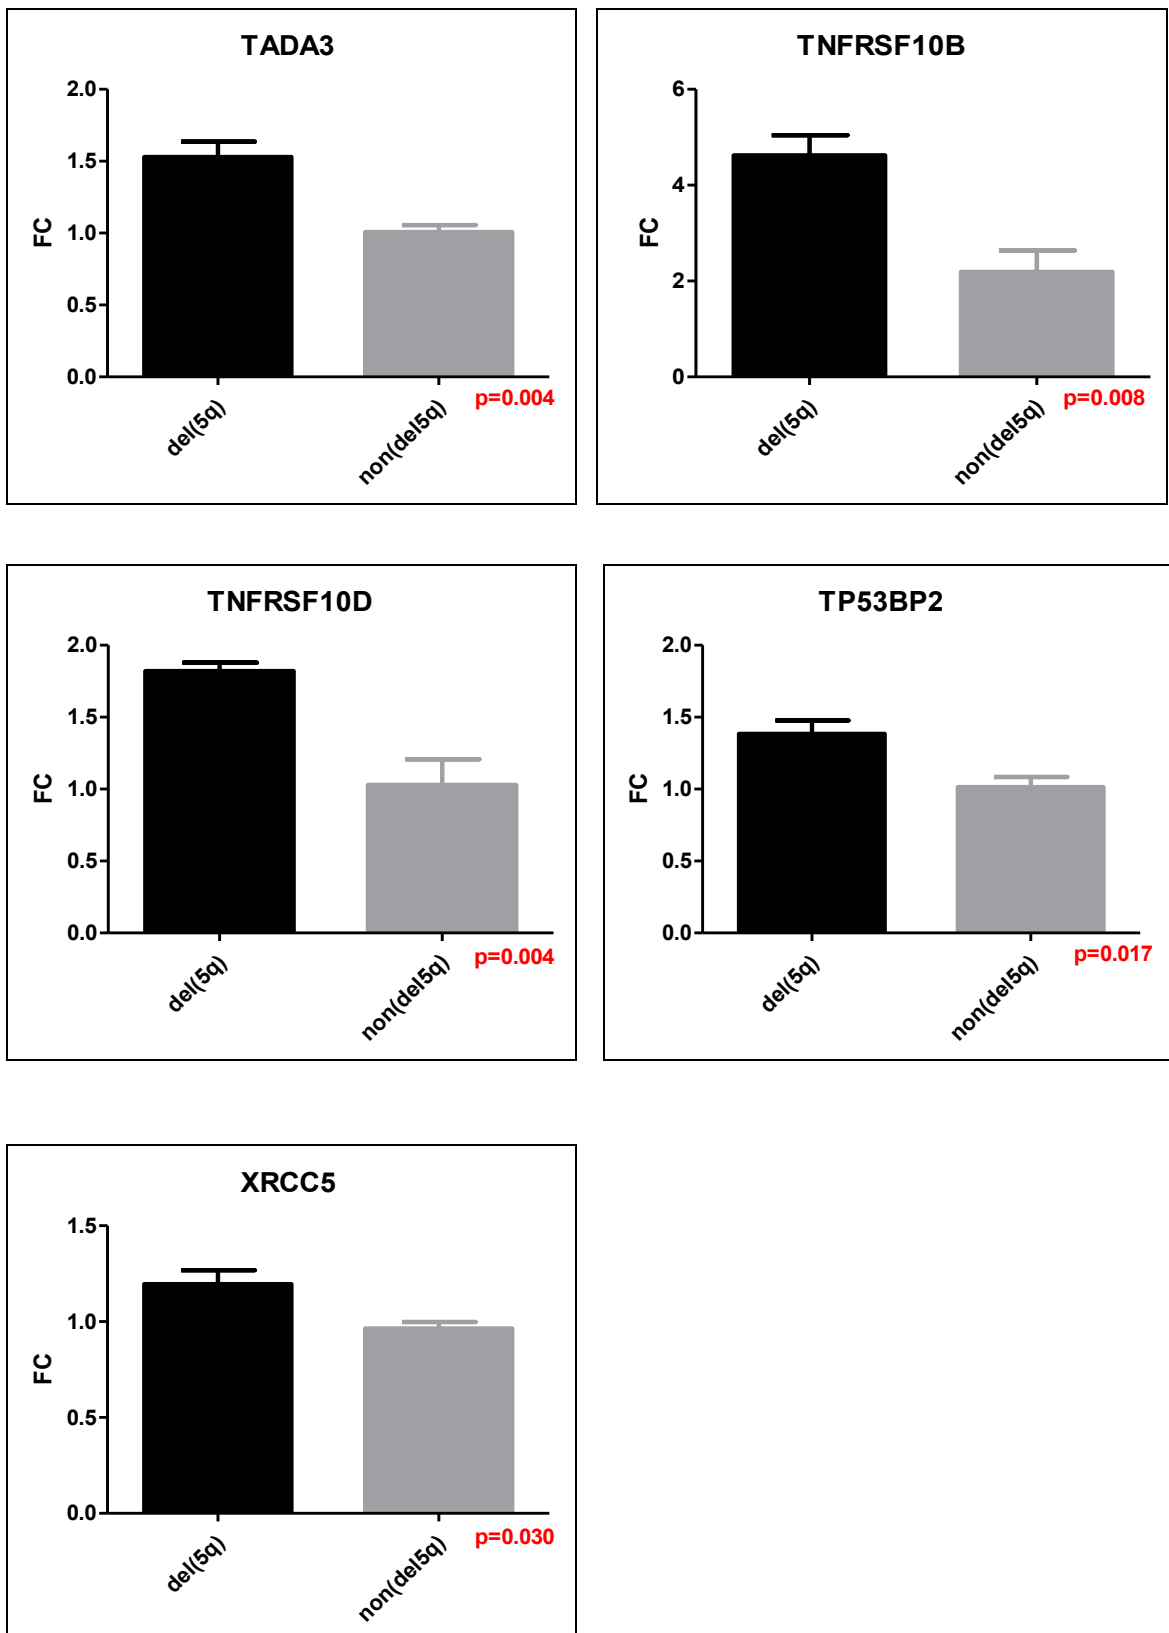 TADA3
2.0
1.5
1.0
0.5
0.0
FC
del(5q)
non(del5q)
p=0.004
TNFRSF10B
6
4
2
0
FC
del(5q)
non(del5q)
p=0.008
TNFRSF10D
2.0
1.5
1.0
0.5
0.0
FC
del(5q)
non(del5q)
p=0.004
TP53BP2
2.0
1.5
1.0
0.5
0.0
FC
del(5q)
non(del5q)
p=0.017
XRCC5
1.5
1.0
0.5
0.0
FC
del(5q)
non(del5q)
p=0.030